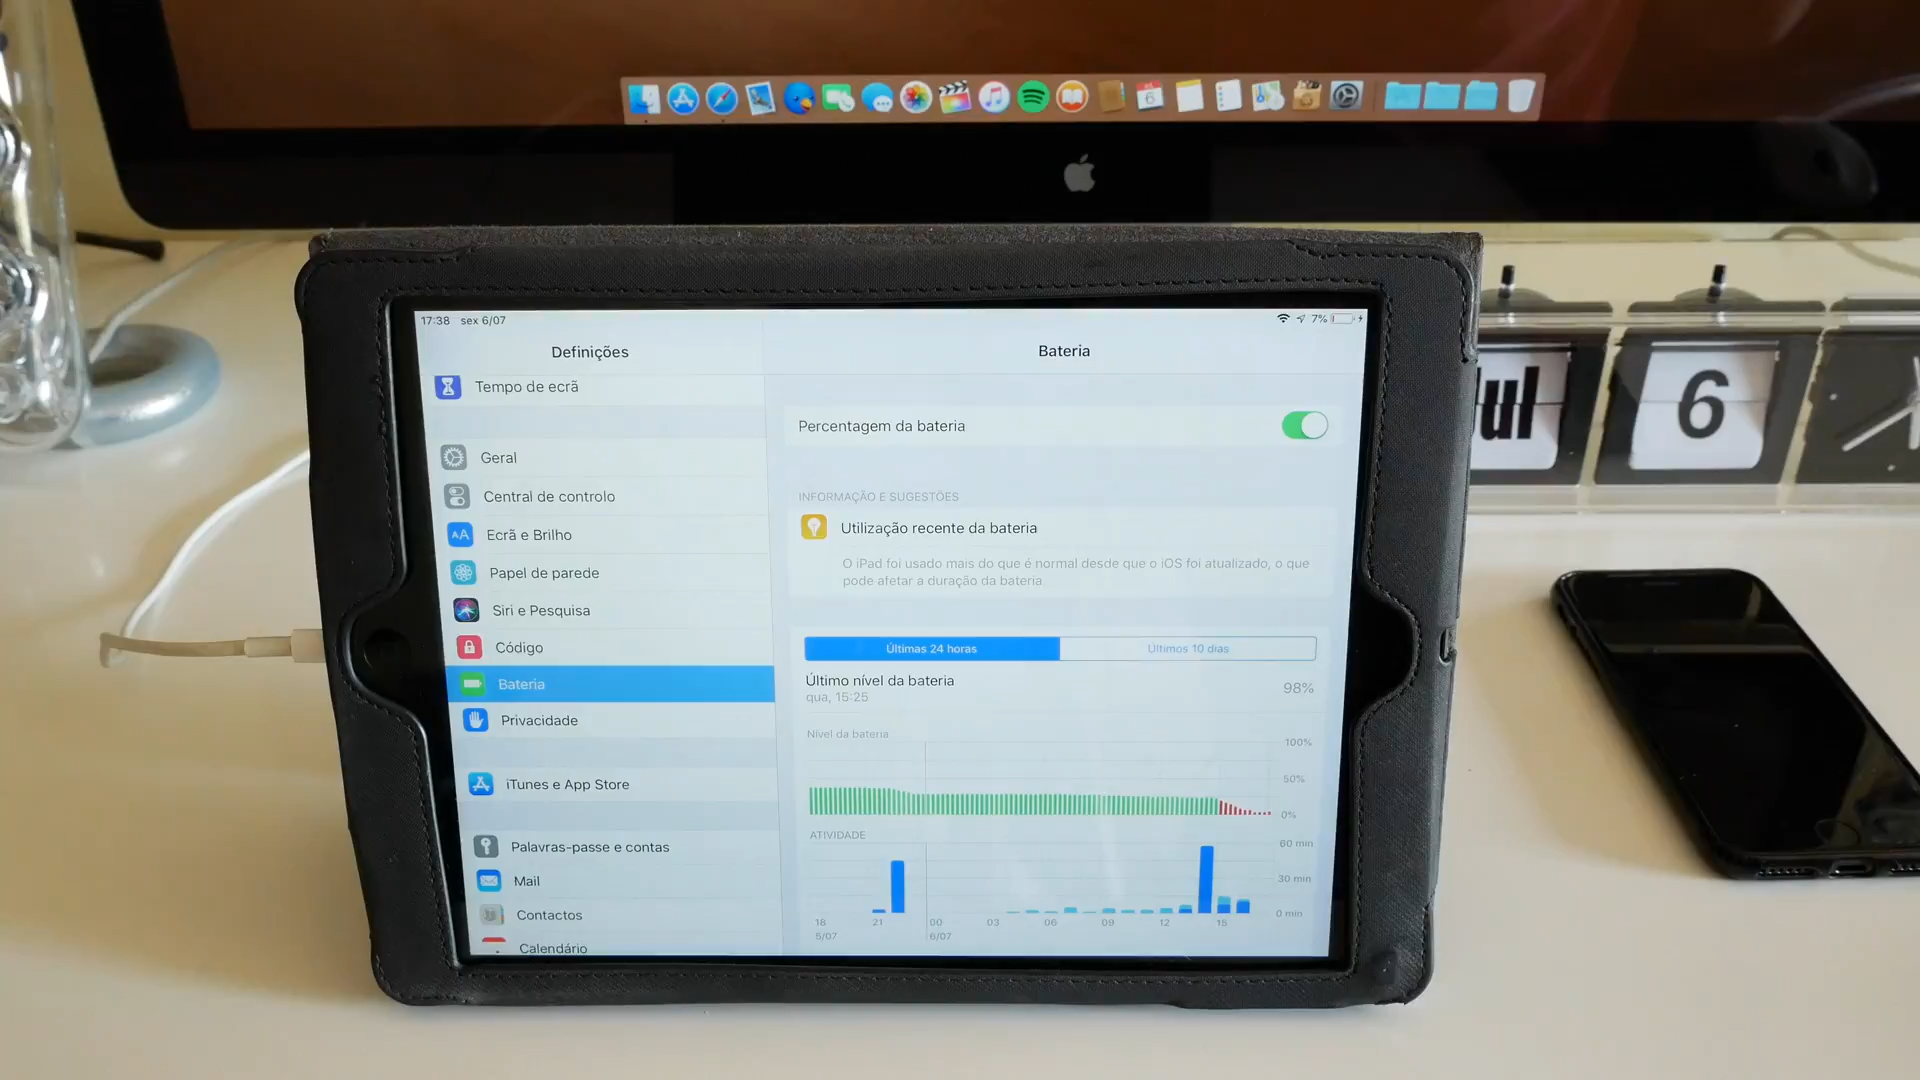 17:38 sex 6/07
7%
Definições
Bateria
Tempo de ecrã
Geral
Central de controlo
AA Ecrã e Brilho
Papel de parede
Siri e Pesquisa
Código
Bateria
Privacidade
iTunes e App Store
Palavras-passe e contas
Mail
Contactos
Calendário
Percentagem da bateria
INFORMAÇÃO E SUGESTÕES
Utilização recente da bateria
O iPad foi usado mais do que é normal desde que o iOS foi atualizado, o que
pode afetar a duração da bateria.
Últimas 24 horas
Últimos 10 dias
Último nível da bateria
qua, 15:25
98%
Nível da bateria
100%
50%
0%
ATIVIDADE
60 min
30 min
0 min
18 21 00 03 06 09 12 15
5/07 6/07
6
Jul
6